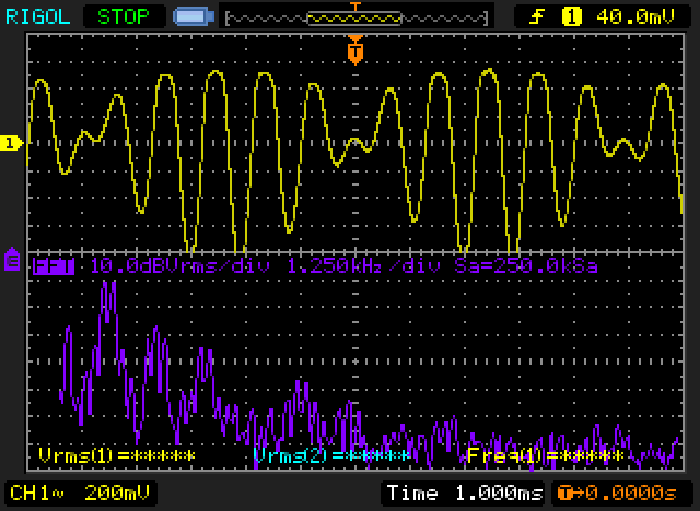 RIGOL STOP T ƒ 1 40.0mV
T
1
FFT 10.0dBVrms/div 1.250kHz/div Sa=250.0kSa
Vrms(1)=***** Vrms(2)=***** Freq(1)=*****
CH1~ 200mV Time 1.000ms T→0.0000s